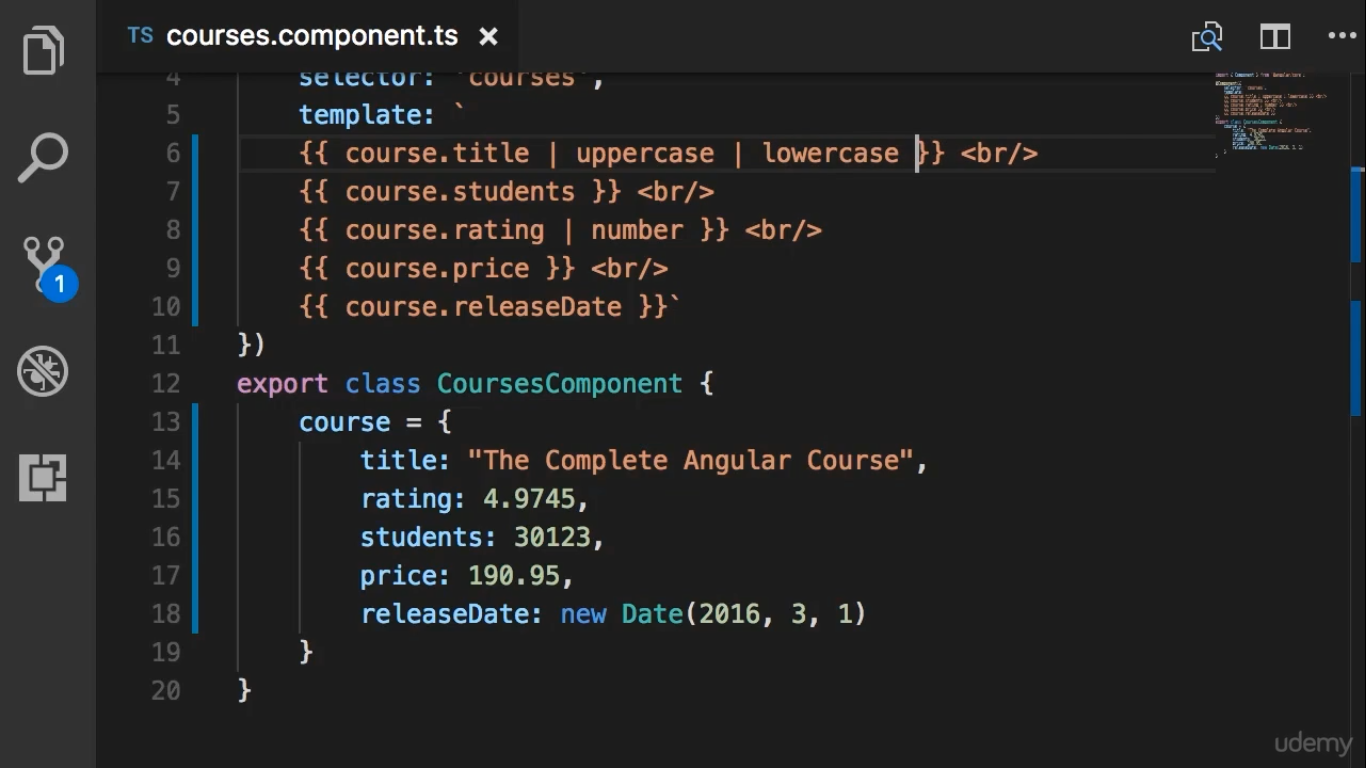 TS courses.component.ts ×
4 selector: `courses`,
5 template: `
6 {{ course.title | uppercase | lowercase }} <br/>
7 {{ course.students }} <br/>
8 {{ course.rating | number }} <br/>
9 {{ course.price }} <br/>
10 {{ course.releaseDate }}`
11 })
12 export class CoursesComponent {
13 course = {
14 title: "The Complete Angular Course",
15 rating: 4.9745,
16 students: 30123,
17 price: 190.95,
18 releaseDate: new Date(2016, 3, 1)
19 }
20 }
1
udemy